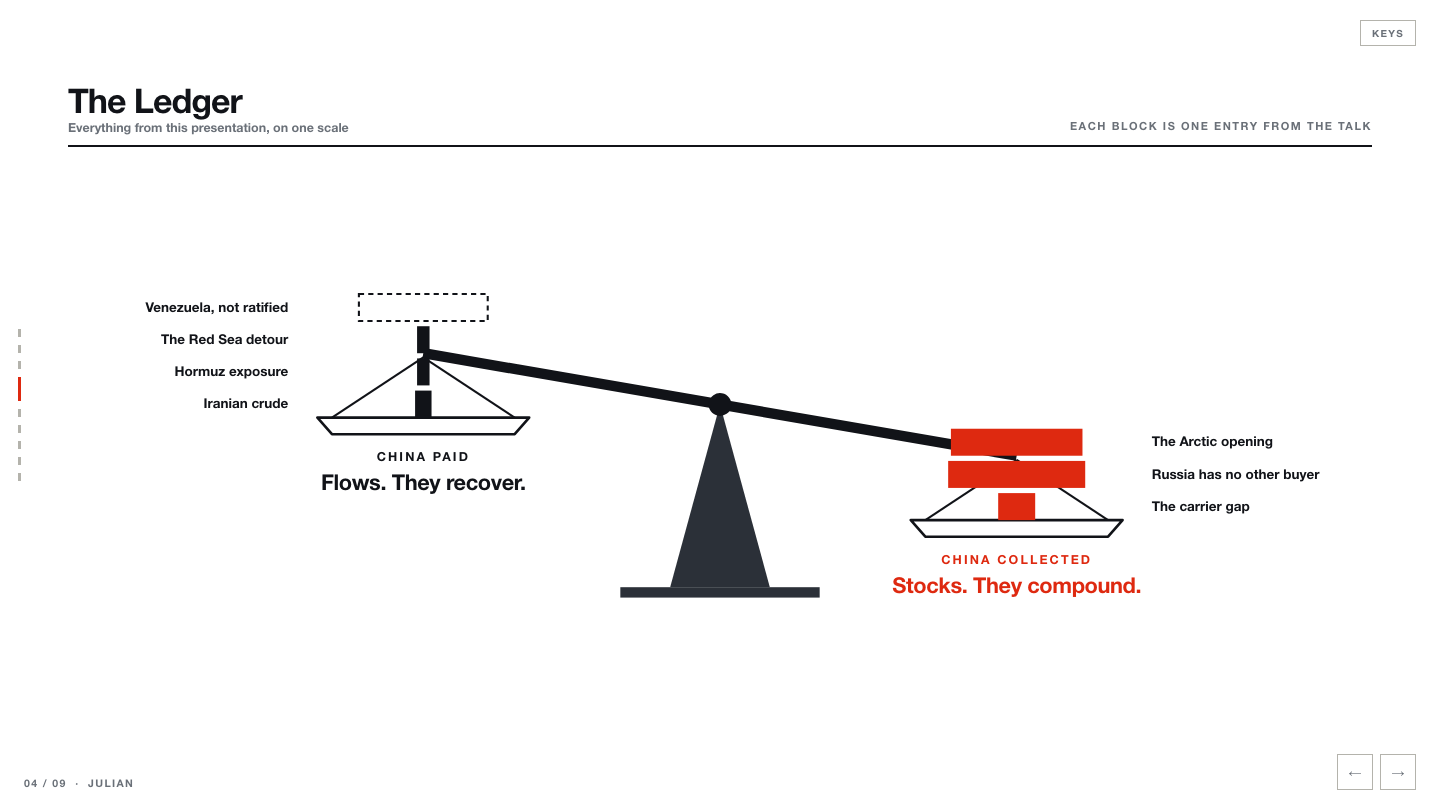 KEYS
The Ledger
Everything from this presentation, on one scale
EACH BLOCK IS ONE ENTRY FROM THE TALK
Venezuela, not ratified
The Red Sea detour
Hormuz exposure
Iranian crude
CHINA PAID
Flows. They recover.
The Arctic opening
Russia has no other buyer
The carrier gap
CHINA COLLECTED
Stocks. They compound.
04 / 09 · JULIAN
← →